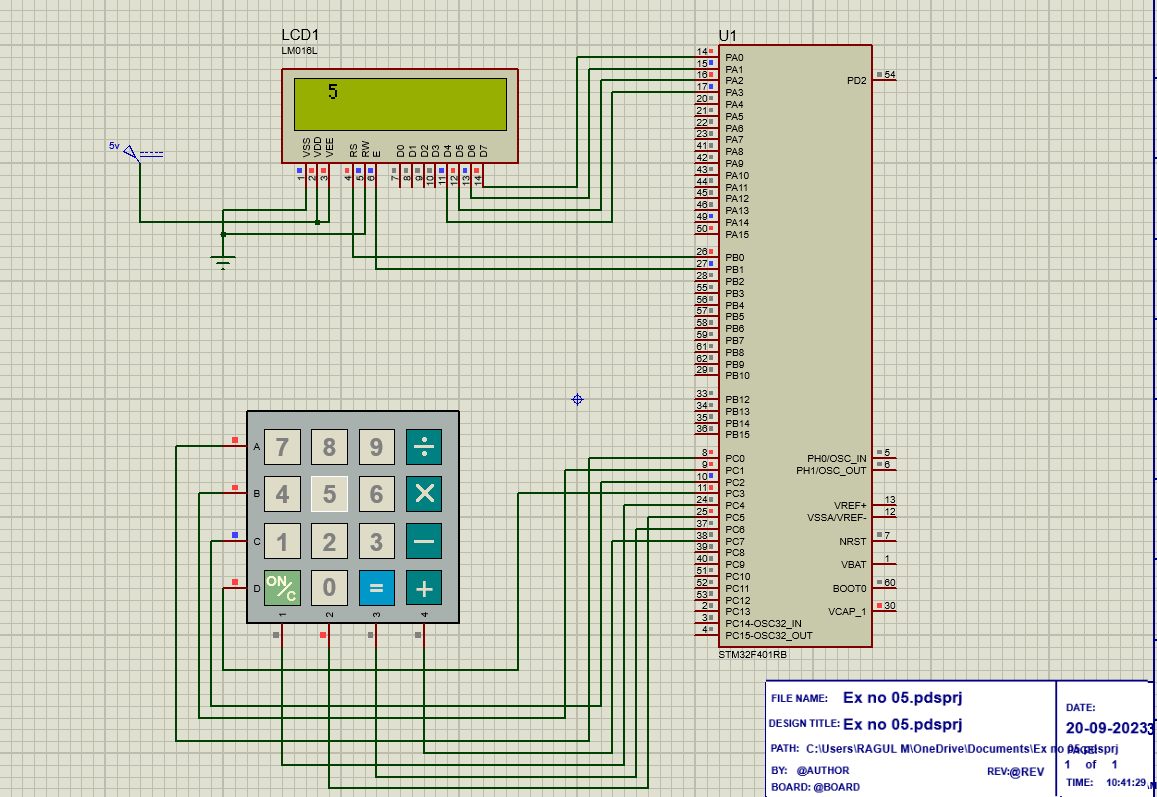 LCD1
LM016L
5
VSS VDD VEE RS RW E D0 D1 D2 D3 D4 D5 D6 D7
1 2 3 4 5 6 7 8 9 10 11 12 13 14
5v
U1
14 PA0
15 PA1
16 PA2
17 PA3
20 PA4
21 PA5
22 PA6
23 PA7
41 PA8
42 PA9
43 PA10
44 PA11
45 PA12
46 PA13
49 PA14
50 PA15
26 PB0
27 PB1
28 PB2
55 PB3
56 PB4
57 PB5
58 PB6
59 PB7
61 PB8
62 PB9
29 PB10
33 PB12
34 PB13
35 PB14
36 PB15
8 PC0
9 PC1
10 PC2
11 PC3
24 PC4
25 PC5
37 PC6
38 PC7
39 PC8
40 PC9
51 PC10
52 PC11
53 PC12
2 PC13
3 PC14-OSC32_IN
4 PC15-OSC32_OUT
PD2 54
PH0/OSC_IN 5
PH1/OSC_OUT 6
VREF+ 13
VSSA/VREF- 12
NRST 7
VBAT 1
BOOT0 60
VCAP_1 30
STM32F401RB
A 7 8 9 ÷
B 4 5 6 ×
C 1 2 3 −
D ON/C 0 = +
1 2 3 4
FILE NAME: Ex no 05.pdsprj
DESIGN TITLE: Ex no 05.pdsprj
PATH: C:\Users\RAGUL M\OneDrive\Documents\Ex no 05.pdsprj
BY: @AUTHOR REV:@REV
BOARD: @BOARD
DATE:
20-09-2023
PAGE:
1 of 1
TIME: 10:41:29